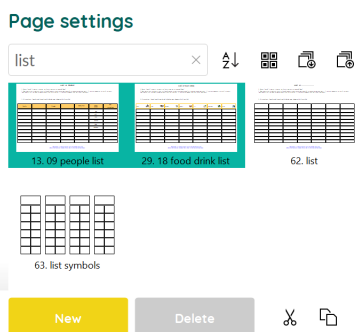 Page settings
list
13. 09 people list
29. 18 food drink list
62. list
63. list symbols
New
Delete